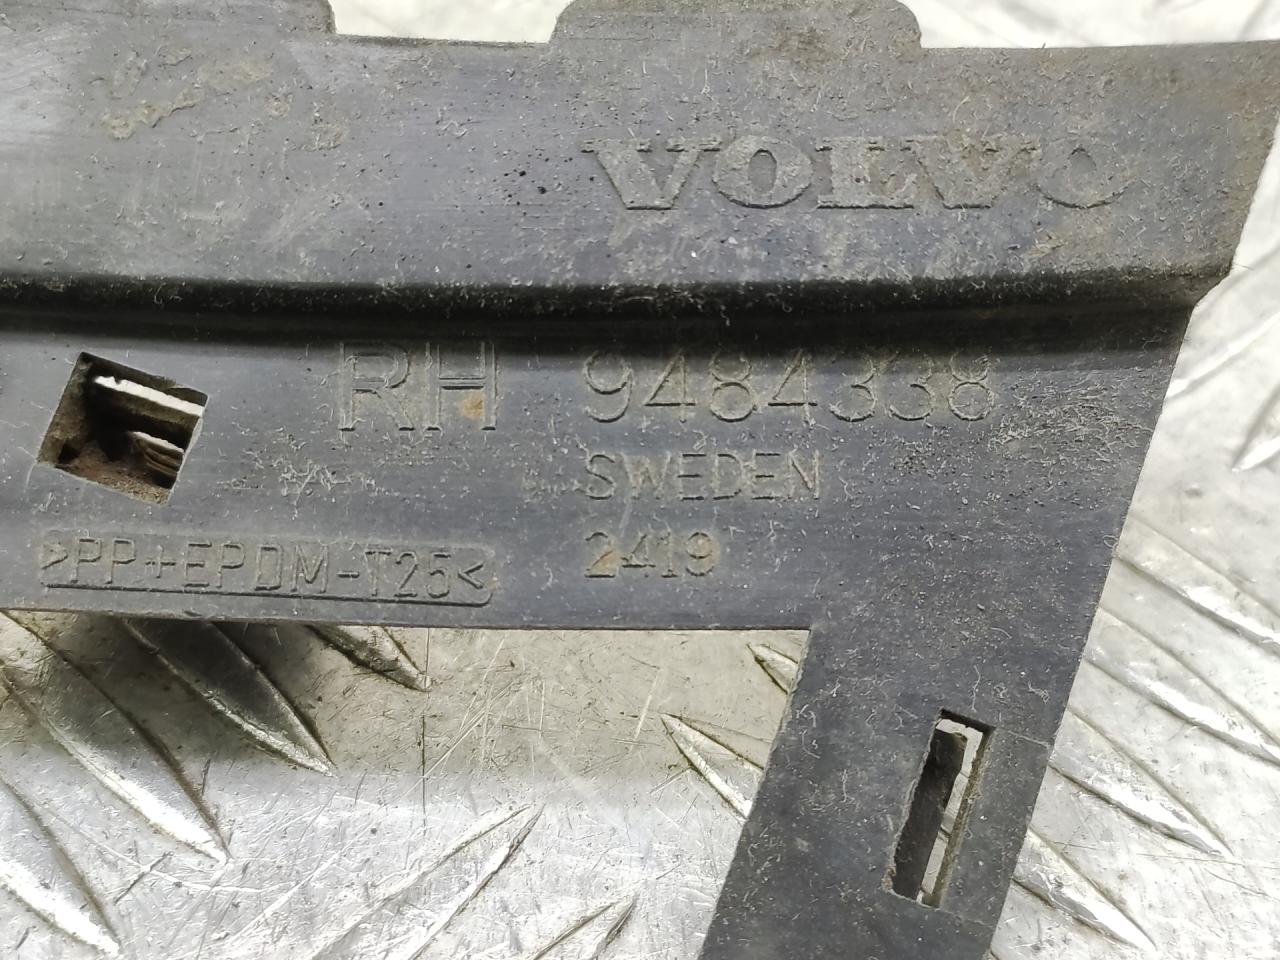 VOLVO
RH 9484338
SWEDEN
2419
>PP+EPDM-T25<